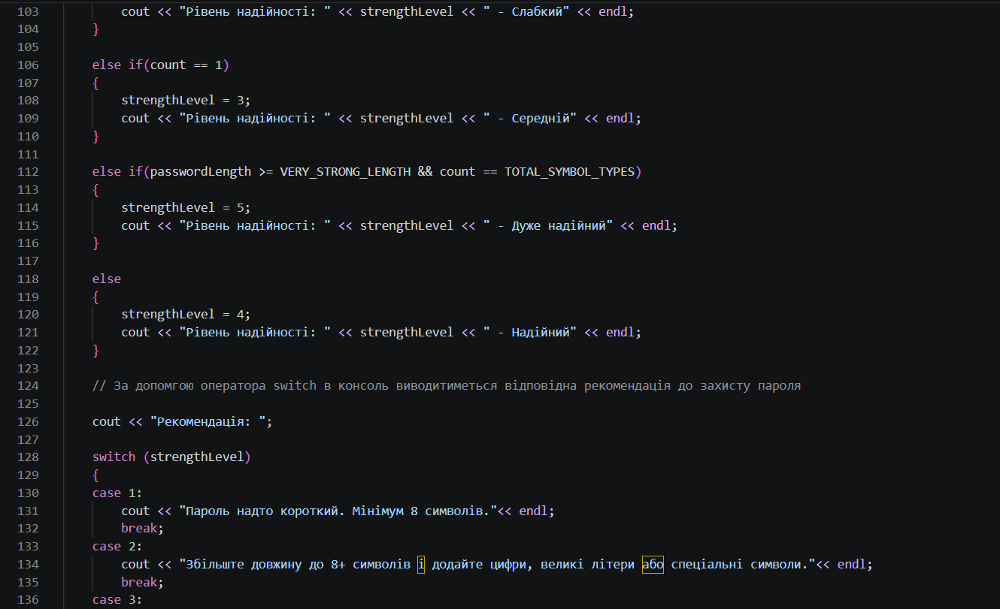 103 cout << "Рівень надійності: " << strengthLevel << " - Слабкий" << endl;
104 }
105
106 else if(count == 1)
107 {
108 strengthLevel = 3;
109 cout << "Рівень надійності: " << strengthLevel << " - Середній" << endl;
110 }
111
112 else if(passwordLength >= VERY_STRONG_LENGTH && count == TOTAL_SYMBOL_TYPES)
113 {
114 strengthLevel = 5;
115 cout << "Рівень надійності: " << strengthLevel << " - Дуже надійний" << endl;
116 }
117
118 else
119 {
120 strengthLevel = 4;
121 cout << "Рівень надійності: " << strengthLevel << " - Надійний" << endl;
122 }
123
124 // За допомгою оператора switch в консоль виводитиметься відповідна рекомендація до захисту пароля
125
126 cout << "Рекомендація: ";
127
128 switch (strengthLevel)
129 {
130 case 1:
131 cout << "Пароль надто короткий. Мінімум 8 символів."<< endl;
132 break;
133 case 2:
134 cout << "Збільште довжину до 8+ символів і додайте цифри, великі літери або спеціальні символи."<< endl;
135 break;
136 case 3: